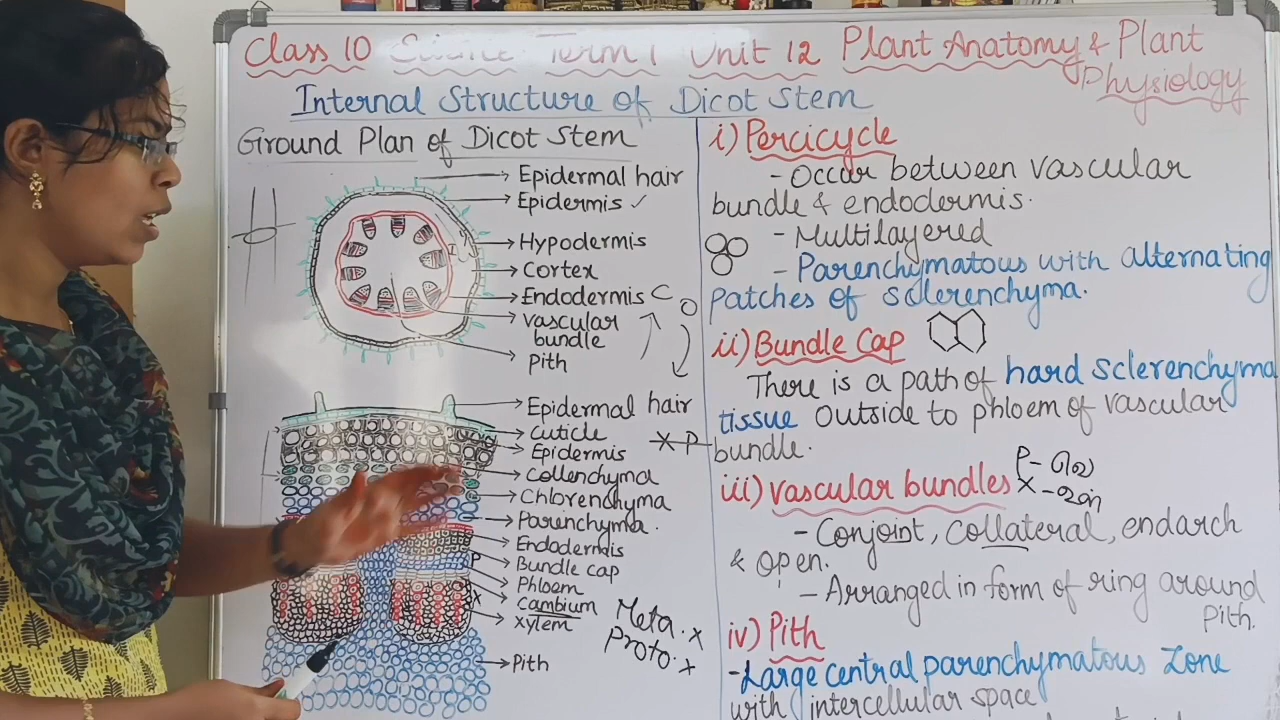 Class 10 Science Term 1 Unit 12 Plant Anatomy & Plant
Physiology
Internal Structure of Dicot Stem
Ground Plan of Dicot Stem
Epidermal hair
Epidermis ✓
Hypodermis
Cortex
Endodermis C
O
Vascular
bundle
Pith
Epidermal hair
Cuticle
Epidermis
X P
Collenchyma
Chlorenchyma
Parenchyma.
Endodermis
Bundle cap
P
Phloem
Cambium
X
Xylem
Meta. x
Proto. x
Pith
i) Percicycle
- Occur between vascular
bundle & endodermis.
- Multilayered
- Parenchymatous with alternating
patches of sclerenchyma.
ii) Bundle Cap
There is a path of hard sclerenchyma
tissue outside to phloem of vascular
bundle.
iii) Vascular bundles
P -
X -
- Conjoint, collateral, endarch
& open.
- Arranged in form of ring around
Pith.
iv) Pith
- Large central parenchymatous zone
with intercellular space